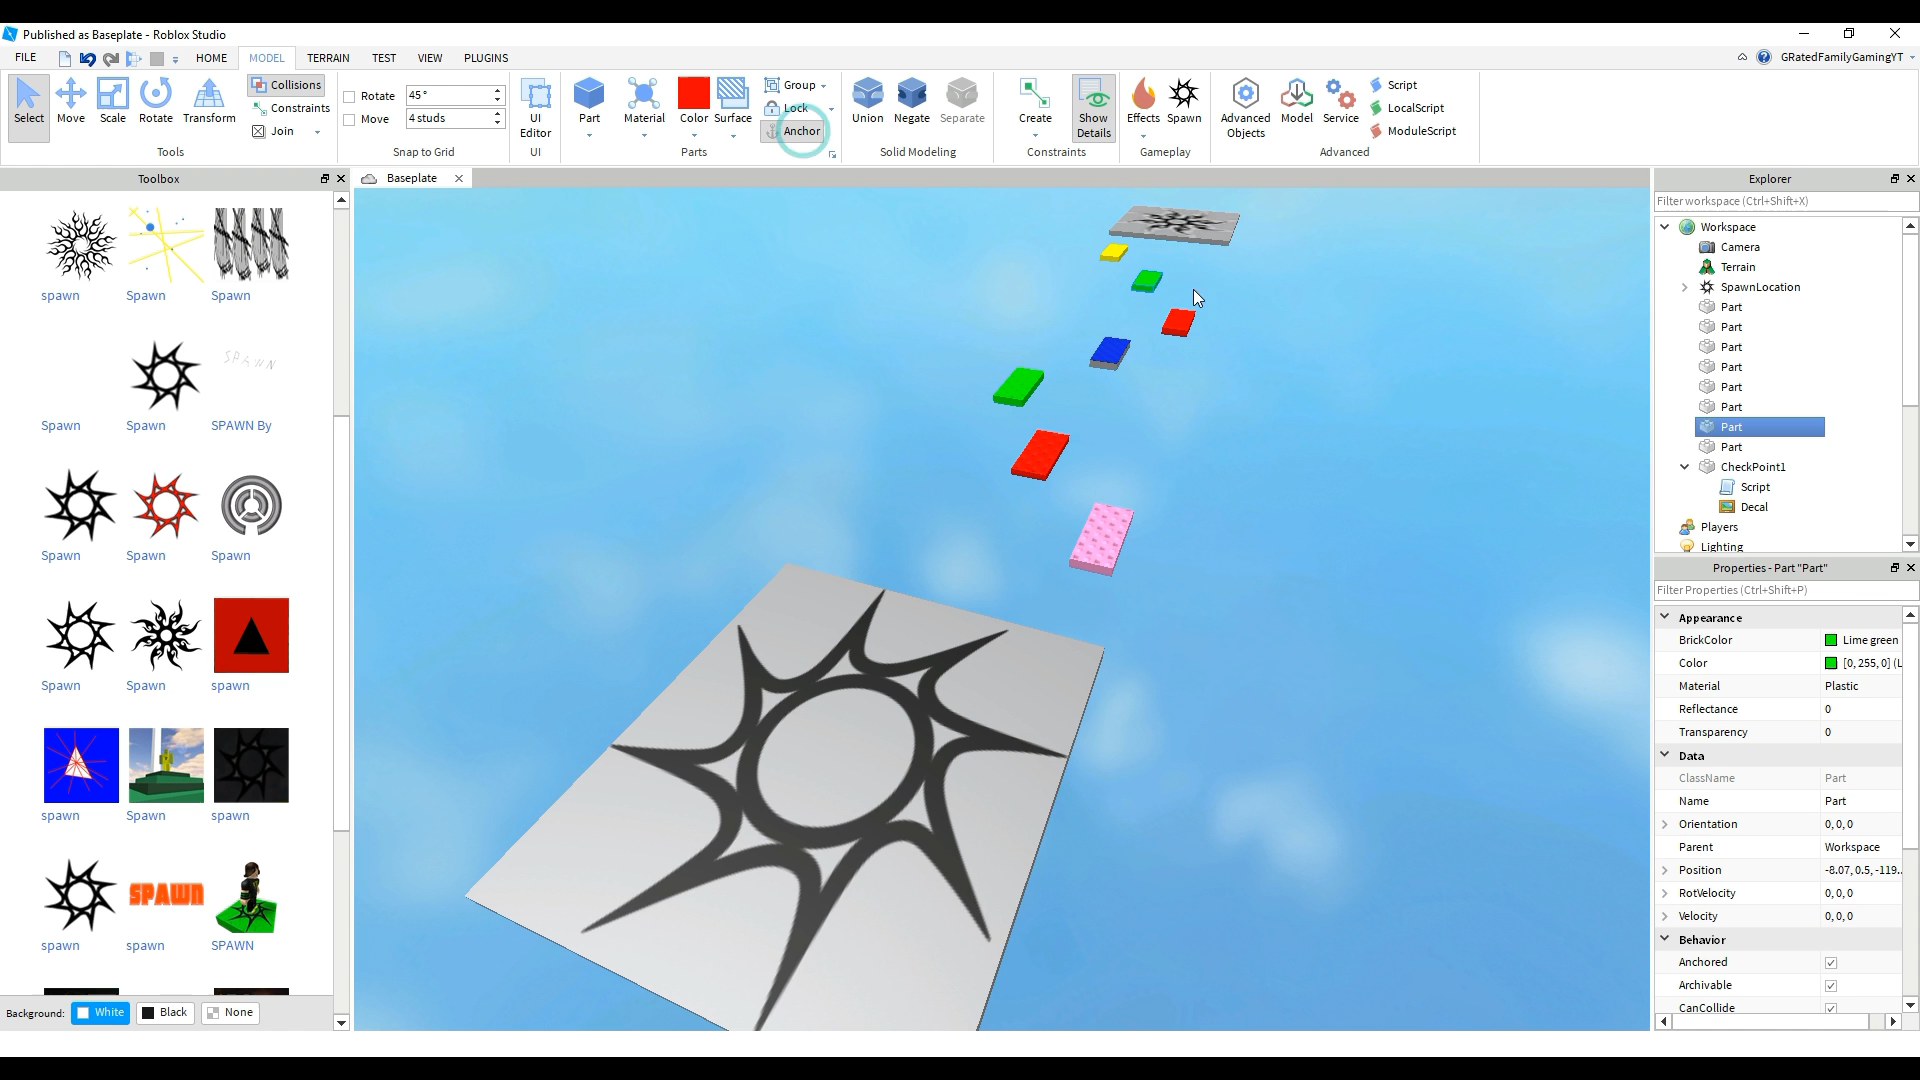 Published as Baseplate - Roblox Studio
FILE HOME MODEL TERRAIN TEST VIEW PLUGINS GRatedFamilyGamingYT
Select Move Scale Rotate Transform
Collisions
Constraints
Join
Tools
Rotate 45°
Move 4 studs
Snap to Grid
UI
Editor
UI
Part Material Color Surface
Group
Lock
Anchor
Parts
Union Negate Separate
Solid Modeling
Create
Show
Details
Constraints
Effects Spawn
Gameplay
Advanced
Objects
Model Service
Script
LocalScript
ModuleScript
Advanced
Toolbox
spawn Spawn Spawn
SPAWN
Spawn Spawn SPAWN By
Spawn Spawn Spawn
Spawn Spawn spawn
spawn Spawn spawn
SPAWN
spawn spawn SPAWN
Background: White Black None
Baseplate
Explorer
Filter workspace (Ctrl+Shift+X)
Workspace
Camera
Terrain
SpawnLocation
Part
Part
Part
Part
Part
Part
Part
Part
CheckPoint1
Script
Decal
Players
Lighting
Properties - Part "Part"
Filter Properties (Ctrl+Shift+P)
Appearance
BrickColor Lime green
Color [0, 255, 0] (L
Material Plastic
Reflectance 0
Transparency 0
Data
ClassName Part
Name Part
Orientation 0, 0, 0
Parent Workspace
Position -8.07, 0.5, -119..
RotVelocity 0, 0, 0
Velocity 0, 0, 0
Behavior
Anchored
Archivable
CanCollide